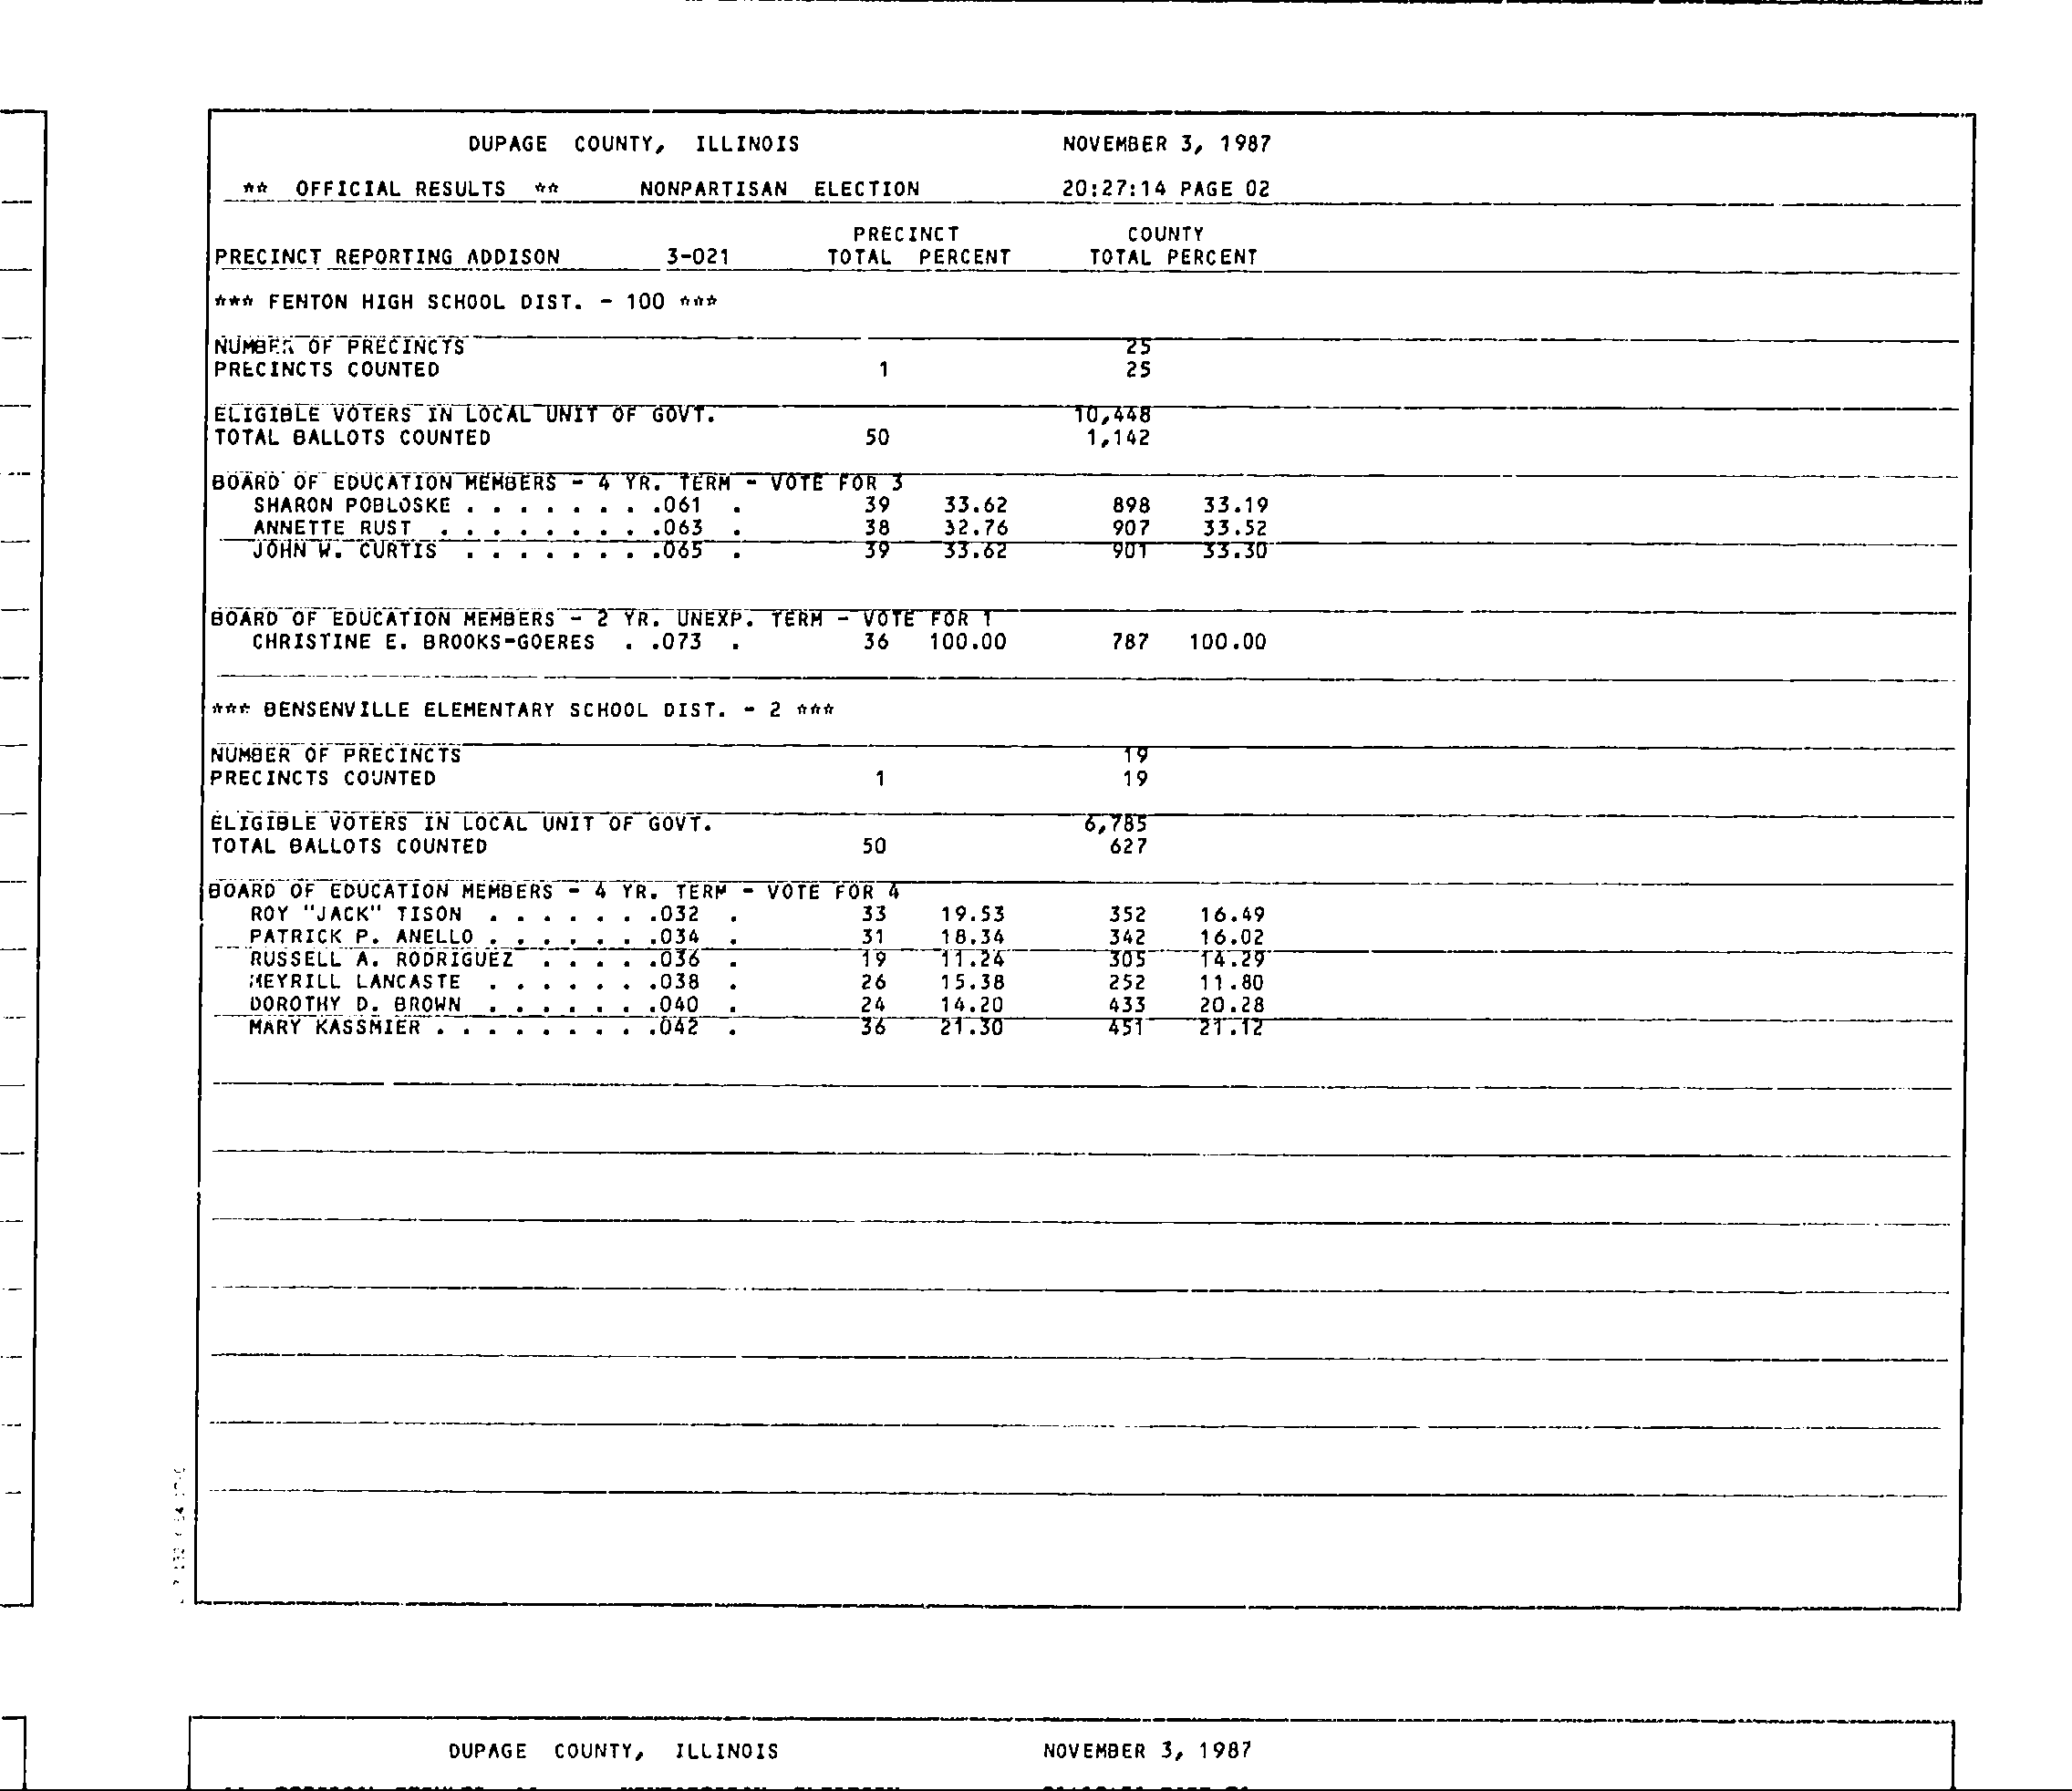 DUPAGE COUNTY, ILLINOIS NOVEMBER 3, 1987
** OFFICIAL RESULTS ** NONPARTISAN ELECTION 20:27:14 PAGE 02
PRECINCT COUNTY
PRECINCT REPORTING ADDISON 3-021 TOTAL PERCENT TOTAL PERCENT
*** FENTON HIGH SCHOOL DIST. - 100 ***
NUMBER OF PRECINCTS 25
PRECINCTS COUNTED 1 25
ELIGIBLE VOTERS IN LOCAL UNIT OF GOVT. 10,448
TOTAL BALLOTS COUNTED 50 1,142
BOARD OF EDUCATION MEMBERS - 4 YR. TERM - VOTE FOR 3
SHARON POBLOSKE . . . . . . . .061 . 39 33.62 898 33.19
ANNETTE RUST . . . . . . . . .063 . 38 32.76 907 33.52
JOHN W. CURTIS . . . . . . . .065 . 39 33.62 901 33.30
BOARD OF EDUCATION MEMBERS - 2 YR. UNEXP. TERM - VOTE FOR 1
CHRISTINE E. BROOKS-GOERES . .073 . 36 100.00 787 100.00
*** BENSENVILLE ELEMENTARY SCHOOL DIST. - 2 ***
NUMBER OF PRECINCTS 19
PRECINCTS COUNTED 1 19
ELIGIBLE VOTERS IN LOCAL UNIT OF GOVT. 6,785
TOTAL BALLOTS COUNTED 50 627
BOARD OF EDUCATION MEMBERS - 4 YR. TERM - VOTE FOR 4
ROY "JACK" TISON . . . . . . .032 . 33 19.53 352 16.49
PATRICK P. ANELLO . . . . . . .034 . 31 18.34 342 16.02
RUSSELL A. RODRIGUEZ . . . . .036 . 19 11.24 305 14.29
MEYRILL LANCASTE . . . . . . .038 . 26 15.38 252 11.80
DOROTHY D. BROWN . . . . . . .040 . 24 14.20 433 20.28
MARY KASSMIER . . . . . . . . .042 . 36 21.30 451 21.12
DUPAGE COUNTY, ILLINOIS NOVEMBER 3, 1987